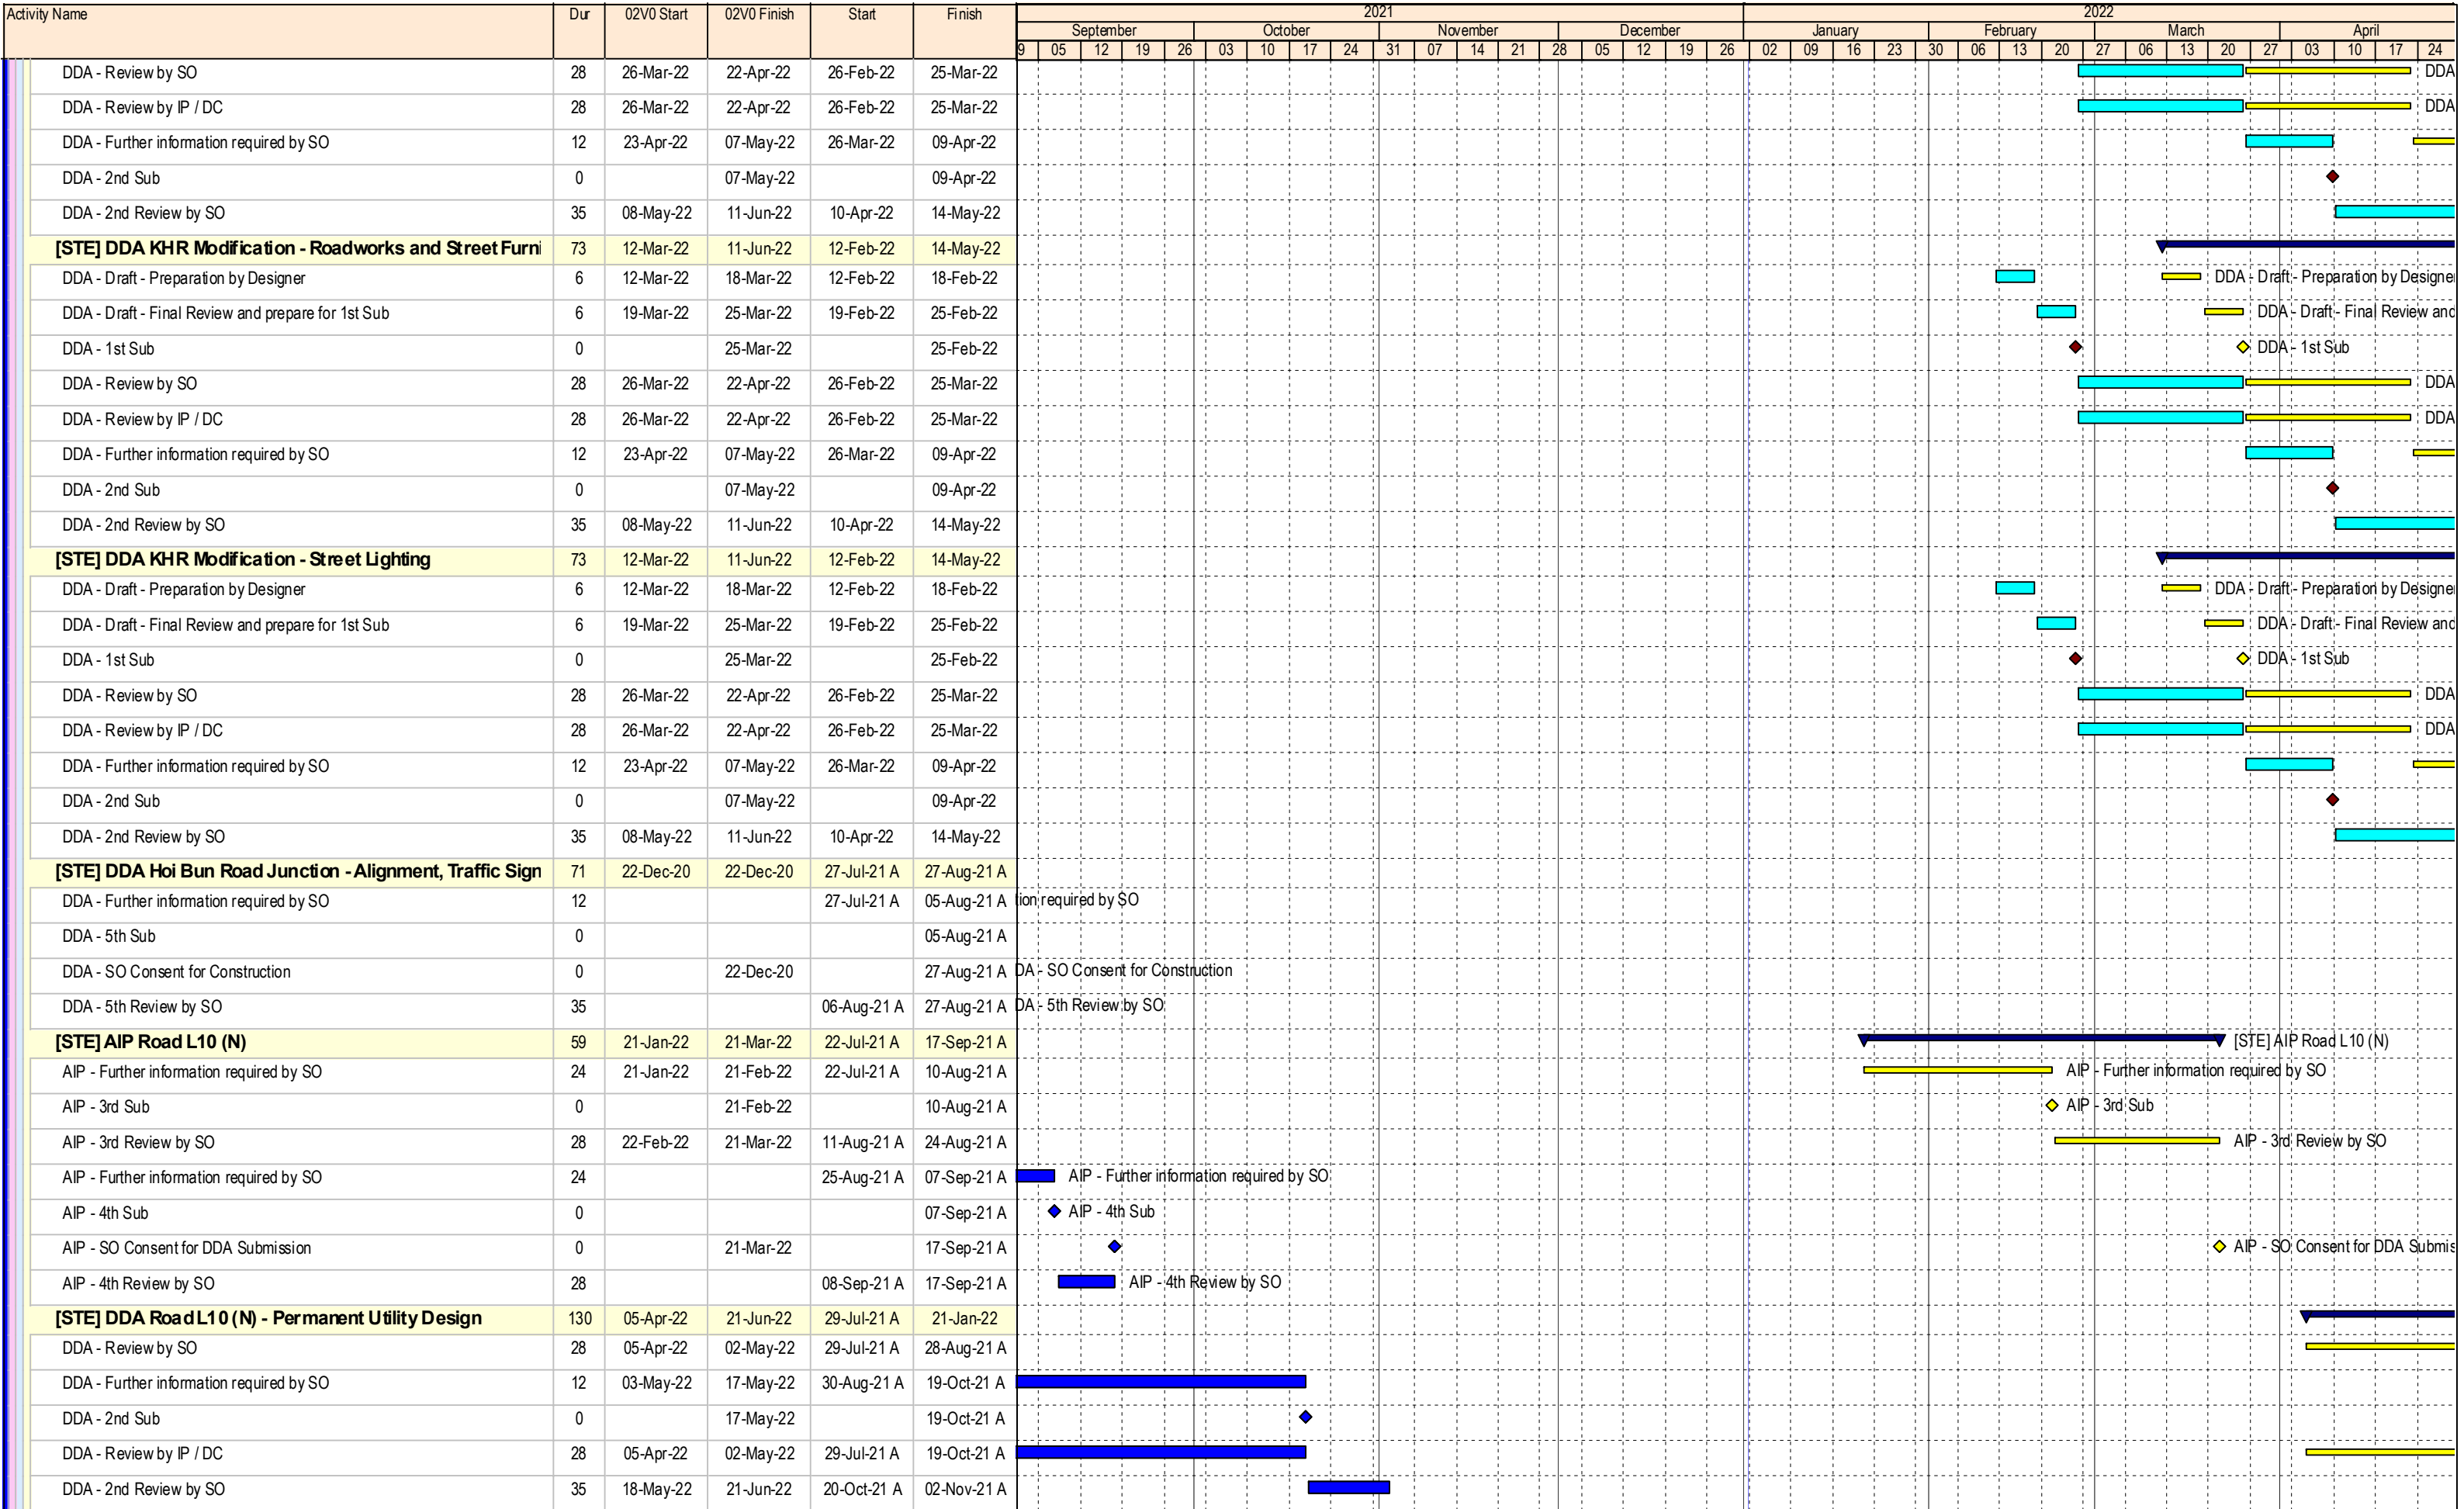 Activity Name Dur 02V0 Start 02V0 Finish Start Finish 2021 2022
September October November December January February March April
9 05 12 19 26 03 10 17 24 31 07 14 21 28 05 12 19 26 02 09 16 23 30 06 13 20 27 06 13 20 27 03 10 17 24
DDA - Review by SO 28 26-Mar-22 22-Apr-22 26-Feb-22 25-Mar-22 DDA
DDA - Review by IP / DC 28 26-Mar-22 22-Apr-22 26-Feb-22 25-Mar-22 DDA
DDA - Further information required by SO 12 23-Apr-22 07-May-22 26-Mar-22 09-Apr-22
DDA - 2nd Sub 0 07-May-22 09-Apr-22
DDA - 2nd Review by SO 35 08-May-22 11-Jun-22 10-Apr-22 14-May-22
[STE] DDA KHR Modification - Roadworks and Street Furni 73 12-Mar-22 11-Jun-22 12-Feb-22 14-May-22
DDA - Draft - Preparation by Designer 6 12-Mar-22 18-Mar-22 12-Feb-22 18-Feb-22 DDA - Draft - Preparation by Designe
DDA - Draft - Final Review and prepare for 1st Sub 6 19-Mar-22 25-Mar-22 19-Feb-22 25-Feb-22 DDA - Draft - Final Review and
DDA - 1st Sub 0 25-Mar-22 25-Feb-22 DDA - 1st Sub
DDA - Review by SO 28 26-Mar-22 22-Apr-22 26-Feb-22 25-Mar-22 DDA
DDA - Review by IP / DC 28 26-Mar-22 22-Apr-22 26-Feb-22 25-Mar-22 DDA
DDA - Further information required by SO 12 23-Apr-22 07-May-22 26-Mar-22 09-Apr-22
DDA - 2nd Sub 0 07-May-22 09-Apr-22
DDA - 2nd Review by SO 35 08-May-22 11-Jun-22 10-Apr-22 14-May-22
[STE] DDA KHR Modification - Street Lighting 73 12-Mar-22 11-Jun-22 12-Feb-22 14-May-22
DDA - Draft - Preparation by Designer 6 12-Mar-22 18-Mar-22 12-Feb-22 18-Feb-22 DDA - Draft - Preparation by Designe
DDA - Draft - Final Review and prepare for 1st Sub 6 19-Mar-22 25-Mar-22 19-Feb-22 25-Feb-22 DDA - Draft - Final Review and
DDA - 1st Sub 0 25-Mar-22 25-Feb-22 DDA - 1st Sub
DDA - Review by SO 28 26-Mar-22 22-Apr-22 26-Feb-22 25-Mar-22 DDA
DDA - Review by IP / DC 28 26-Mar-22 22-Apr-22 26-Feb-22 25-Mar-22 DDA
DDA - Further information required by SO 12 23-Apr-22 07-May-22 26-Mar-22 09-Apr-22
DDA - 2nd Sub 0 07-May-22 09-Apr-22
DDA - 2nd Review by SO 35 08-May-22 11-Jun-22 10-Apr-22 14-May-22
[STE] DDA Hoi Bun Road Junction - Alignment, Traffic Sign 71 22-Dec-20 22-Dec-20 27-Jul-21 A 27-Aug-21 A
DDA - Further information required by SO 12 27-Jul-21 A 05-Aug-21 A ion required by SO
DDA - 5th Sub 0 05-Aug-21 A
DDA - SO Consent for Construction 0 22-Dec-20 27-Aug-21 A DA - SO Consent for Construction
DDA - 5th Review by SO 35 06-Aug-21 A 27-Aug-21 A DA - 5th Review by SO
[STE] AIP Road L10 (N) 59 21-Jan-22 21-Mar-22 22-Jul-21 A 17-Sep-21 A [STE] AIP Road L10 (N)
AIP - Further information required by SO 24 21-Jan-22 21-Feb-22 22-Jul-21 A 10-Aug-21 A AIP - Further information required by SO
AIP - 3rd Sub 0 21-Feb-22 10-Aug-21 A AIP - 3rd Sub
AIP - 3rd Review by SO 28 22-Feb-22 21-Mar-22 11-Aug-21 A 24-Aug-21 A AIP - 3rd Review by SO
AIP - Further information required by SO 24 25-Aug-21 A 07-Sep-21 A AIP - Further information required by SO
AIP - 4th Sub 0 07-Sep-21 A AIP - 4th Sub
AIP - SO Consent for DDA Submission 0 21-Mar-22 17-Sep-21 A AIP - SO Consent for DDA Submis
AIP - 4th Review by SO 28 08-Sep-21 A 17-Sep-21 A AIP - 4th Review by SO
[STE] DDA Road L10 (N) - Permanent Utility Design 130 05-Apr-22 21-Jun-22 29-Jul-21 A 21-Jan-22
DDA - Review by SO 28 05-Apr-22 02-May-22 29-Jul-21 A 28-Aug-21 A
DDA - Further information required by SO 12 03-May-22 17-May-22 30-Aug-21 A 19-Oct-21 A
DDA - 2nd Sub 0 17-May-22 19-Oct-21 A
DDA - Review by IP / DC 28 05-Apr-22 02-May-22 29-Jul-21 A 19-Oct-21 A
DDA - 2nd Review by SO 35 18-May-22 21-Jun-22 20-Oct-21 A 02-Nov-21 A